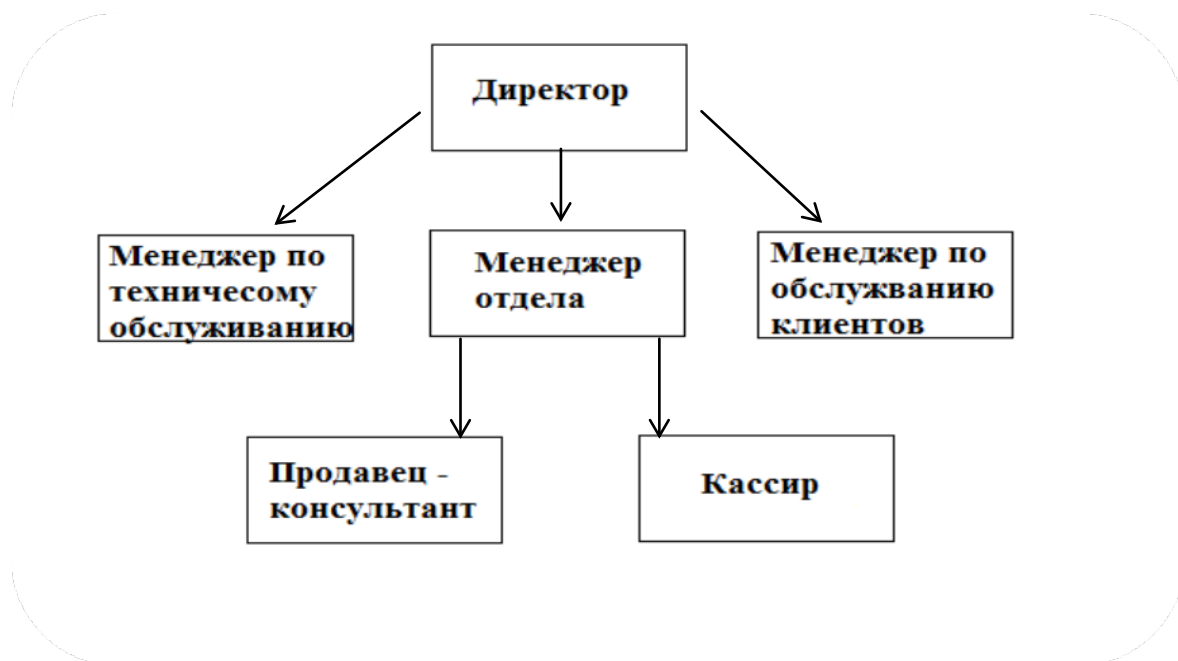 Директор
Менеджер по
техничесому
обслуживанию
Менеджер
отдела
Менеджер по
обслужванию
клиентов
Продавец -
консультант
Кассир